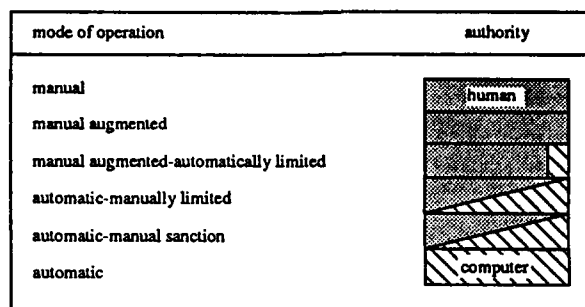 mode of operation authority
manual human
manual augmented
manual augmented-automatically limited
automatic-manually limited
automatic-manual sanction
automatic computer